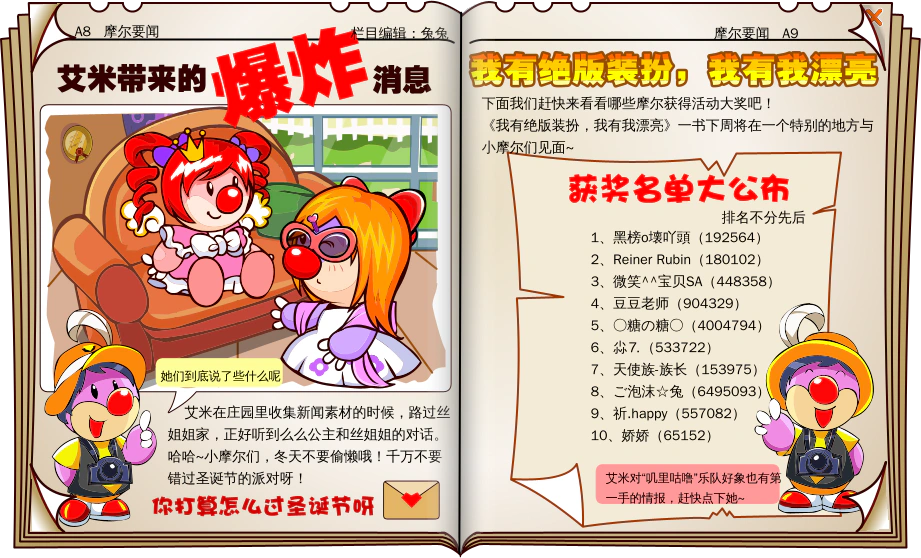 A8 摩尔要闻
栏目编辑：兔兔
艾米带来的爆炸消息
她们到底说了些什么呢
艾米在庄园里收集新闻素材的时候，路过丝
姐姐家，正好听到么么公主和丝姐姐的对话。
哈哈~小摩尔们，冬天不要偷懒哦！千万不要
错过圣诞节的派对呀！
你打算怎么过圣诞节呀
摩尔要闻 A9
我有绝版装扮，我有我漂亮
下面我们赶快来看看哪些摩尔获得活动大奖吧！
《我有绝版装扮，我有我漂亮》一书下周将在一个特别的地方与
小摩尔们见面~
获奖名单大公布
排名不分先后
1、黑榜o壞吖頭（192564）
2、Reiner Rubin（180102）
3、微笑^^宝贝SA（448358）
4、豆豆老师（904329）
5、〇糖の糖〇（4004794）
6、尛7.（533722）
7、天使族-族长（153975）
8、ご泡沫☆兔（6495093）
9、祈.happy（557082）
10、娇娇（65152）
艾米对“叽里咕噜”乐队好象也有第
一手的情报，赶快点下她~